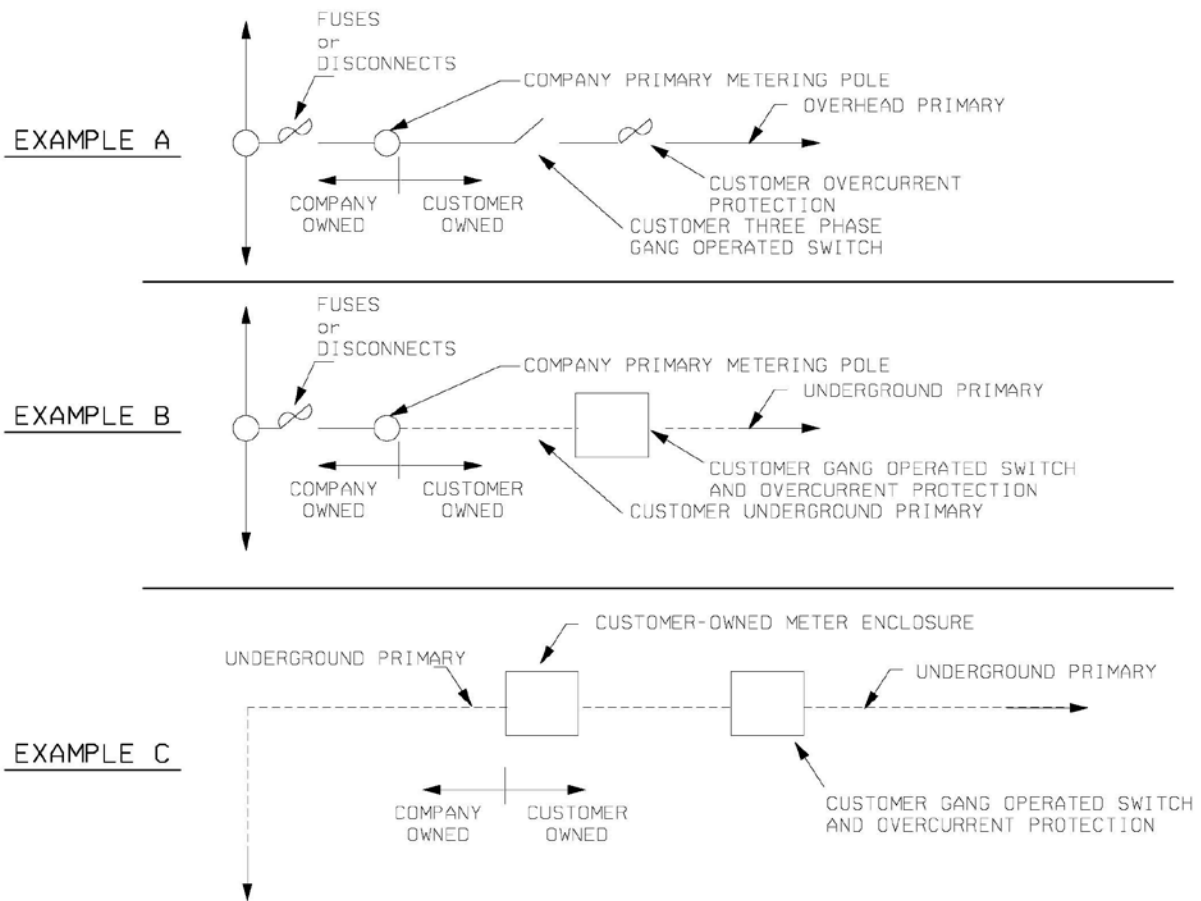 FUSES
or
DISCONNECTS
COMPANY PRIMARY METERING POLE
OVERHEAD PRIMARY
EXAMPLE A
COMPANY
OWNED
CUSTOMER
OWNED
CUSTOMER OVERCURRENT
PROTECTION
CUSTOMER THREE PHASE
GANG OPERATED SWITCH
FUSES
or
DISCONNECTS
COMPANY PRIMARY METERING POLE
UNDERGROUND PRIMARY
EXAMPLE B
COMPANY
OWNED
CUSTOMER
OWNED
CUSTOMER GANG OPERATED SWITCH
AND OVERCURRENT PROTECTION
CUSTOMER UNDERGROUND PRIMARY
CUSTOMER-OWNED METER ENCLOSURE
UNDERGROUND PRIMARY
UNDERGROUND PRIMARY
EXAMPLE C
COMPANY
OWNED
CUSTOMER
OWNED
CUSTOMER GANG OPERATED SWITCH
AND OVERCURRENT PROTECTION